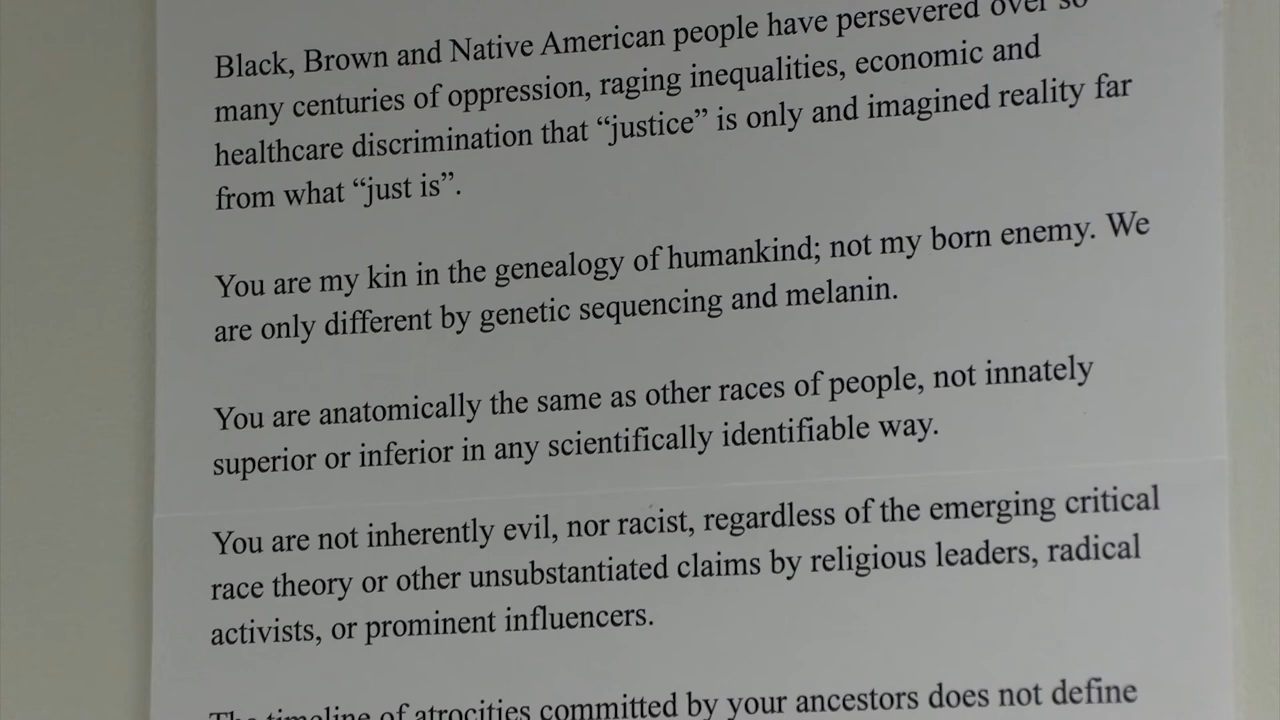 Black, Brown and Native American people have persevered over so
many centuries of oppression, raging inequalities, economic and
healthcare discrimination that “justice” is only and imagined reality far
from what “just is”.
You are my kin in the genealogy of humankind; not my born enemy. We
are only different by genetic sequencing and melanin.
You are anatomically the same as other races of people, not innately
superior or inferior in any scientifically identifiable way.
You are not inherently evil, nor racist, regardless of the emerging critical
race theory or other unsubstantiated claims by religious leaders, radical
activists, or prominent influencers.
The timeline of atrocities committed by your ancestors does not define